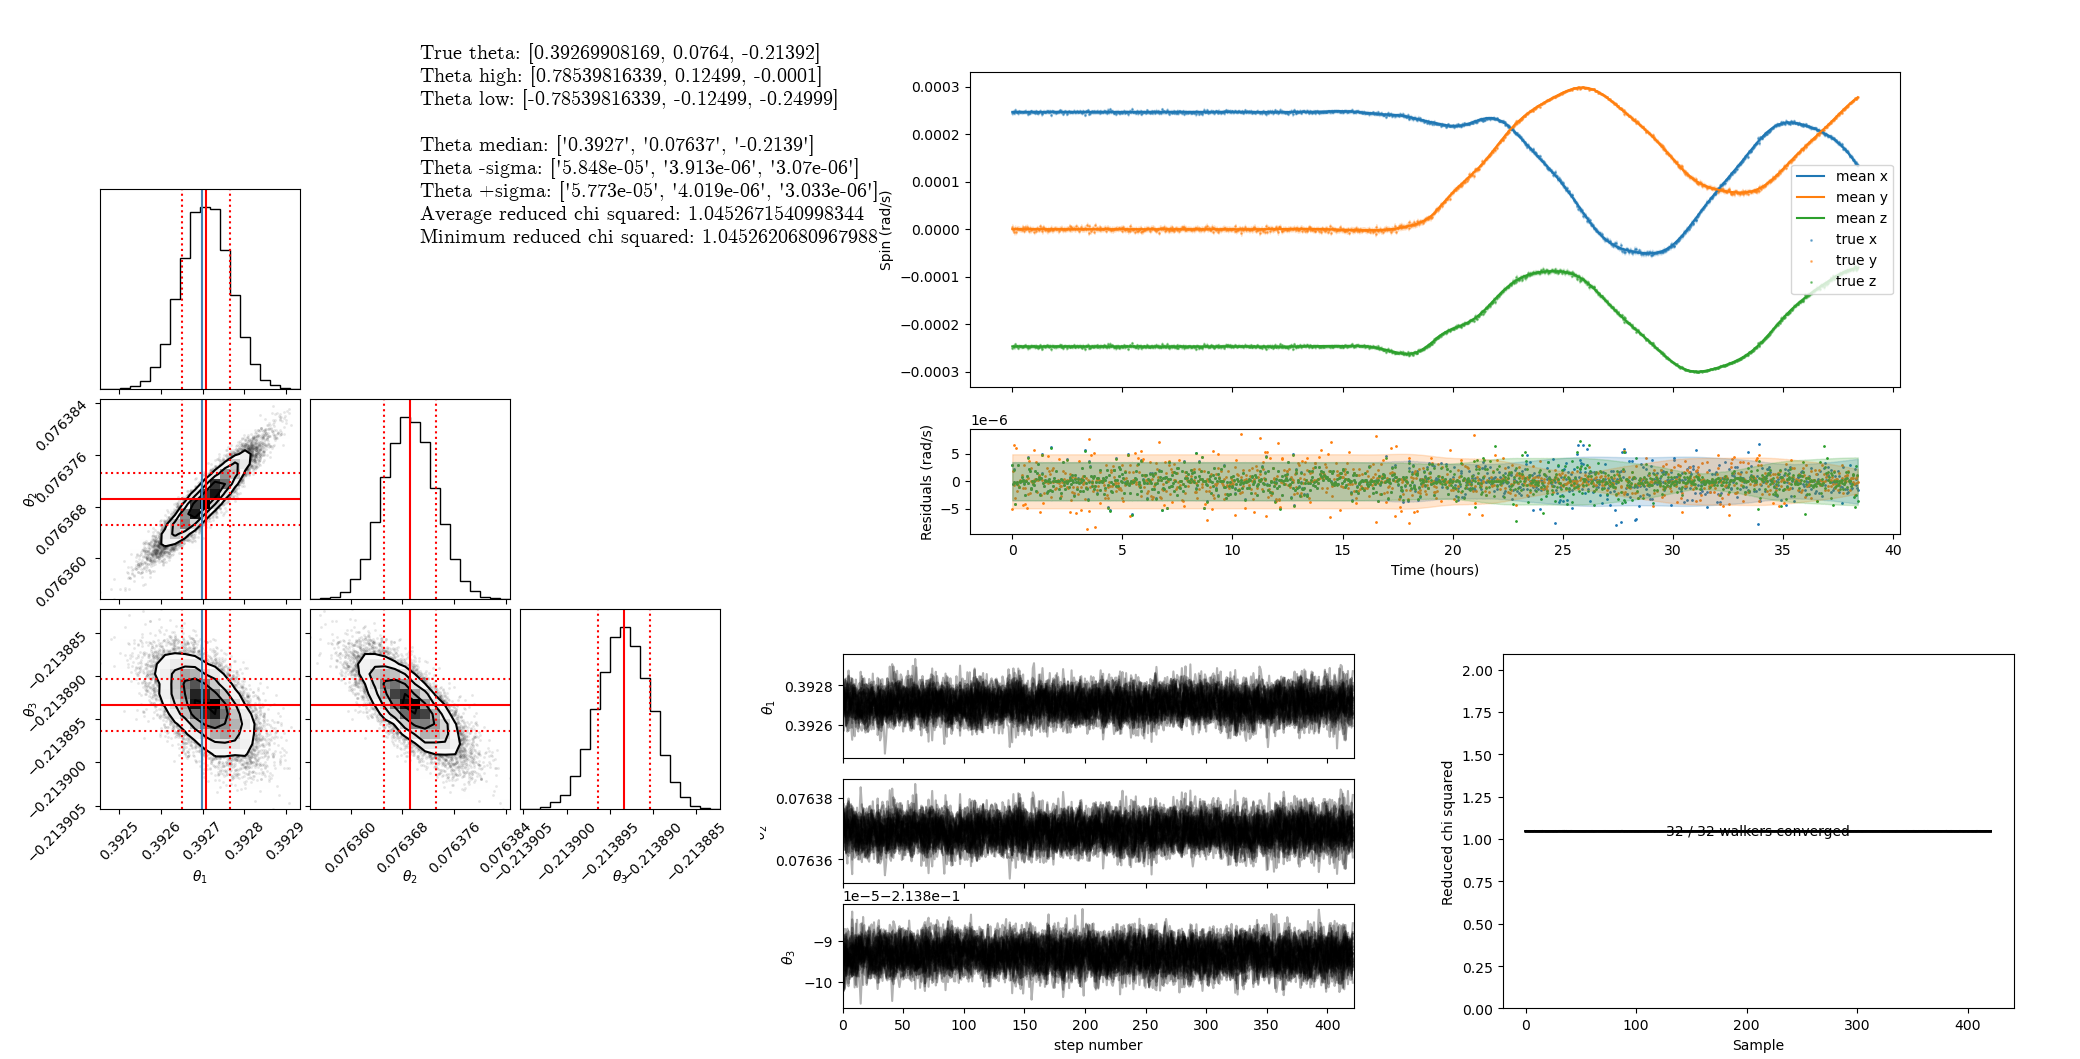 True theta: [0.39269908169, 0.0764, -0.21392]
Theta high: [0.78539816339, 0.12499, -0.0001]
Theta low: [-0.78539816339, -0.12499, -0.24999]
Theta median: ['0.3927', '0.07637', '-0.2139']
Theta -sigma: ['5.848e-05', '3.913e-06', '3.07e-06']
Theta +sigma: ['5.773e-05', '4.019e-06', '3.033e-06']
Average reduced chi squared: 1.0452671540998344
Minimum reduced chi squared: 1.0452620680967988
θ2
0.076384
0.076376
0.076368
0.076360
θ3
−0.213885
−0.213890
−0.213895
−0.213900
−0.213905
0.3925
0.3926
0.3927
0.3928
0.3929
θ1
0.076360
0.076368
0.076376
0.076384
θ2
−0.213905
−0.213900
−0.213895
−0.213890
−0.213885
θ3
Spin (rad/s)
0.0003
0.0002
0.0001
0.0000
−0.0001
−0.0002
−0.0003
mean x
mean y
mean z
true x
true y
true z
1e−6
Residuals (rad/s)
5
0
−5
0
5
10
15
20
25
30
35
40
Time (hours)
θ1
0.3928
0.3926
0.07638
0.07636
1e−5−2.138e−1
θ3
−9
−10
0
50
100
150
200
250
300
350
400
step number
Reduced chi squared
2.00
1.75
1.50
1.25
1.00
0.75
0.50
0.25
0.00
32 / 32 walkers converged
0
100
200
300
400
Sample